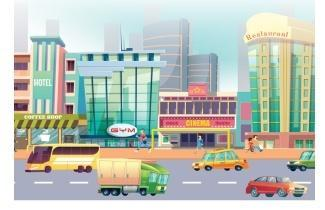 Restaurant
HOTEL
COFFEE SHOP
GYM
CINEMA